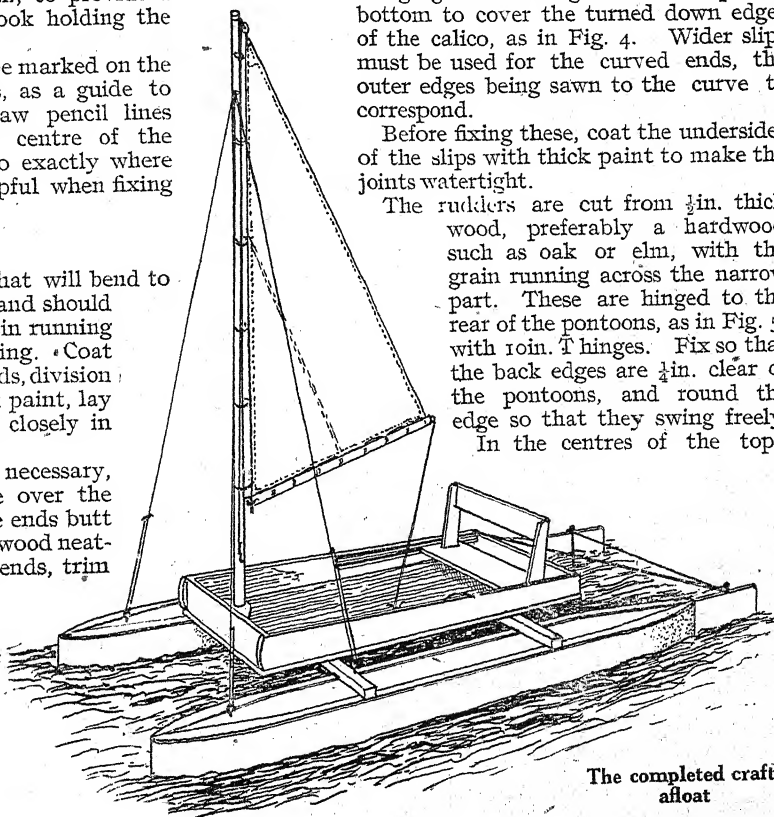 ook holding the
e marked on the
s, as a guide to
aw pencil lines
centre of the
o exactly where
pful when fixing
hat will bend to
and should
in running
ing. Coat
ds, division
paint, lay
closely in
necessary,
e over the
e ends butt
wood neat-
ends, trim
bottom to cover the turned down edge
of the calico, as in Fig. 4. Wider slip
must be used for the curved ends, th
outer edges being sawn to the curve t
correspond.
Before fixing these, coat the underside
of the slips with thick paint to make th
joints watertight.
The rudders are cut from ½in. thick
wood, preferably a hardwood
such as oak or elm, with th
grain running across the narrow
part. These are hinged to th
rear of the pontoons, as in Fig. 5
with 10in. T hinges. Fix so tha
the back edges are ¼in. clear o
the pontoons, and round th
edge so that they swing freely
In the centres of the top
The completed craft
afloat